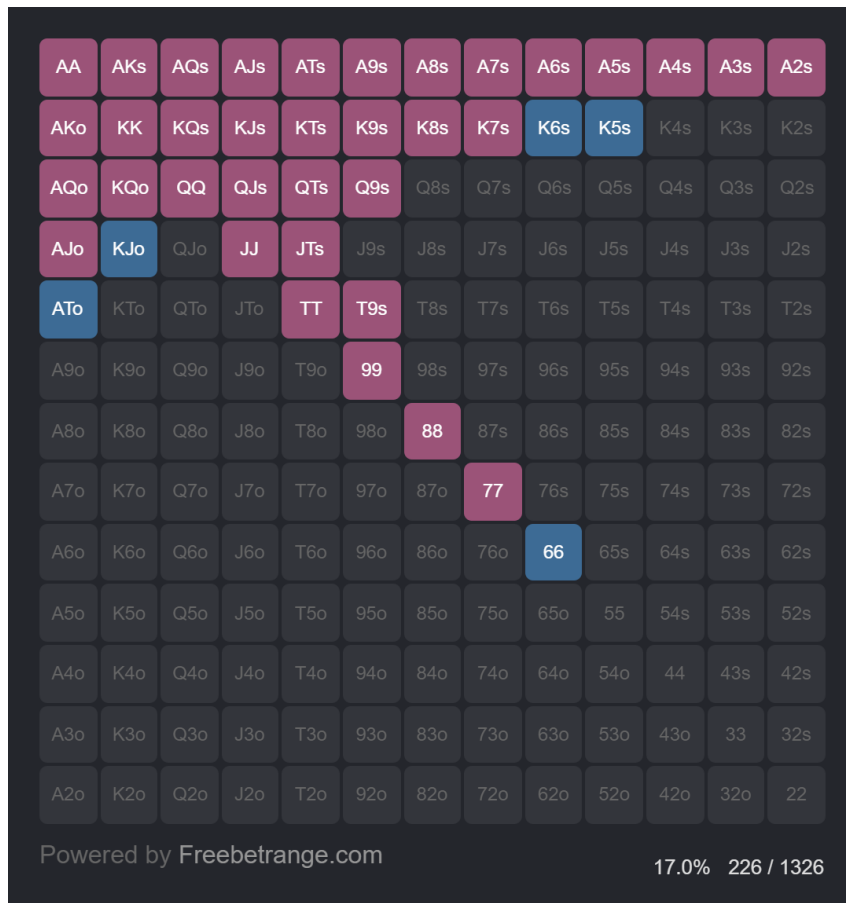 AA AKs AQs AJs ATs A9s A8s A7s A6s A5s A4s A3s A2s
AKo KK KQs KJs KTs K9s K8s K7s K6s K5s K4s K3s K2s
AQo KQo QQ QJs QTs Q9s Q8s Q7s Q6s Q5s Q4s Q3s Q2s
AJo KJo QJo JJ JTs J9s J8s J7s J6s J5s J4s J3s J2s
ATo KTo QTo JTo TT T9s T8s T7s T6s T5s T4s T3s T2s
A9o K9o Q9o J9o T9o 99 98s 97s 96s 95s 94s 93s 92s
A8o K8o Q8o J8o T8o 98o 88 87s 86s 85s 84s 83s 82s
A7o K7o Q7o J7o T7o 97o 87o 77 76s 75s 74s 73s 72s
A6o K6o Q6o J6o T6o 96o 86o 76o 66 65s 64s 63s 62s
A5o K5o Q5o J5o T5o 95o 85o 75o 65o 55 54s 53s 52s
A4o K4o Q4o J4o T4o 94o 84o 74o 64o 54o 44 43s 42s
A3o K3o Q3o J3o T3o 93o 83o 73o 63o 53o 43o 33 32s
A2o K2o Q2o J2o T2o 92o 82o 72o 62o 52o 42o 32o 22
Powered by Freebetrange.com
17.0% 226 / 1326